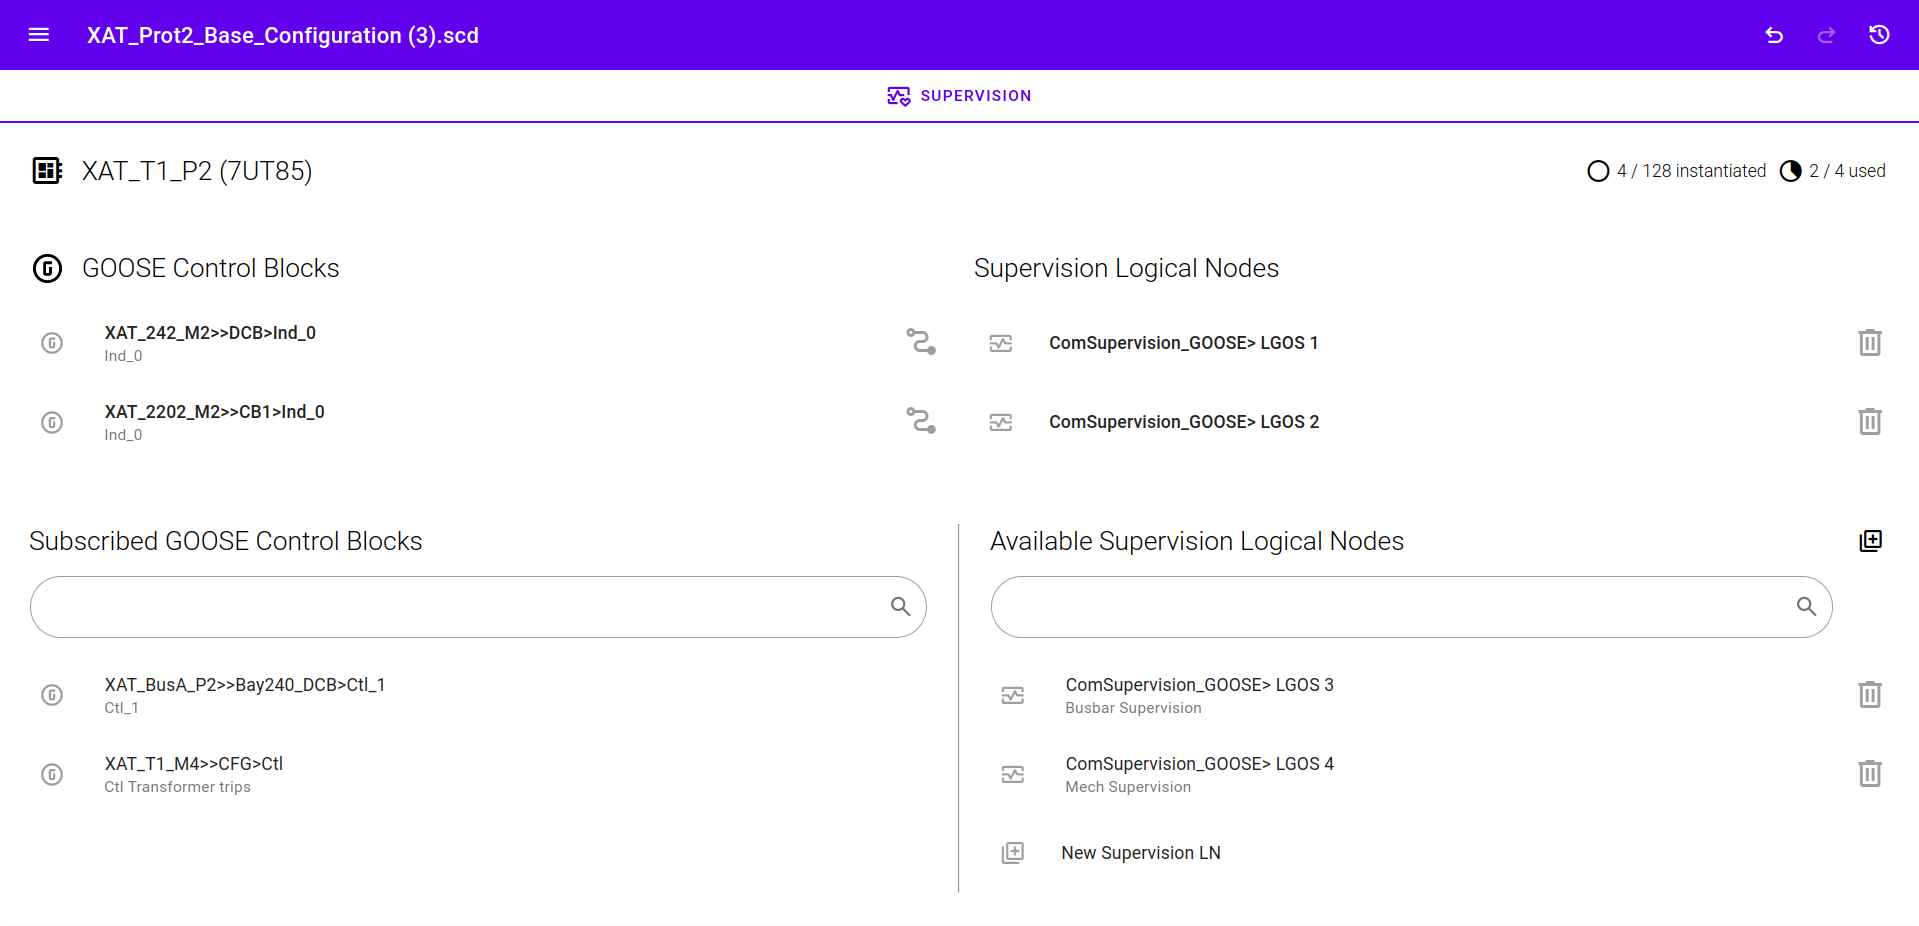 XAT_Prot2_Base_Configuration (3).scd
SUPERVISION
XAT_T1_P2 (7UT85)
4 / 128 instantiated
2 / 4 used
GOOSE Control Blocks
Supervision Logical Nodes
XAT_242_M2>>DCB>Ind_0
Ind_0
ComSupervision_GOOSE> LGOS 1
XAT_2202_M2>>CB1>Ind_0
Ind_0
ComSupervision_GOOSE> LGOS 2
Subscribed GOOSE Control Blocks
XAT_BusA_P2>>Bay240_DCB>Ctl_1
Ctl_1
XAT_T1_M4>>CFG>Ctl
Ctl Transformer trips
Available Supervision Logical Nodes
ComSupervision_GOOSE> LGOS 3
Busbar Supervision
ComSupervision_GOOSE> LGOS 4
Mech Supervision
New Supervision LN